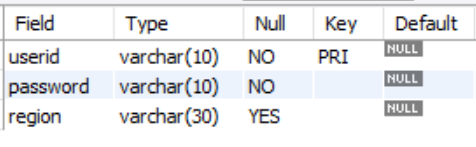 Field Type Null Key Default
userid varchar(10) NO PRI NULL
password varchar(10) NO NULL
region varchar(30) YES NULL